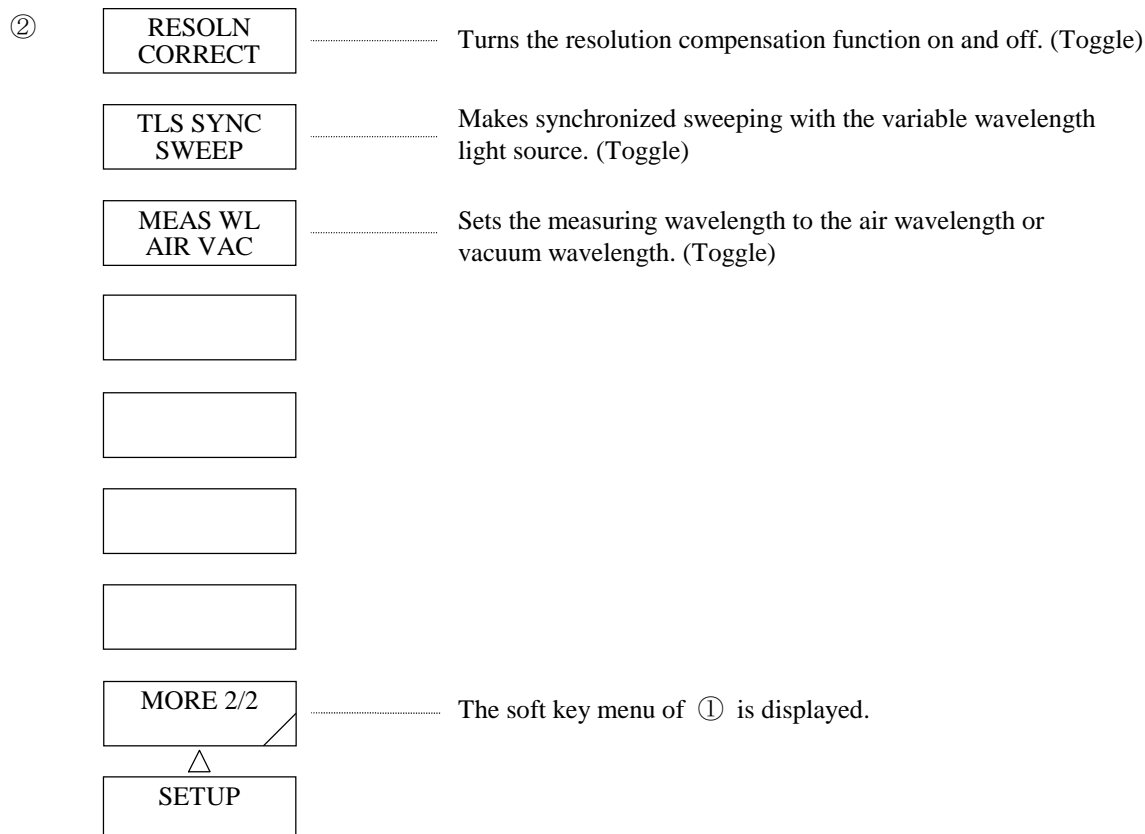 ②
RESOLN
CORRECT
Turns the resolution compensation function on and off. (Toggle)
TLS SYNC
SWEEP
Makes synchronized sweeping with the variable wavelength
light source. (Toggle)
MEAS WL
AIR VAC
Sets the measuring wavelength to the air wavelength or
vacuum wavelength. (Toggle)
MORE 2/2
The soft key menu of ① is displayed.
SETUP